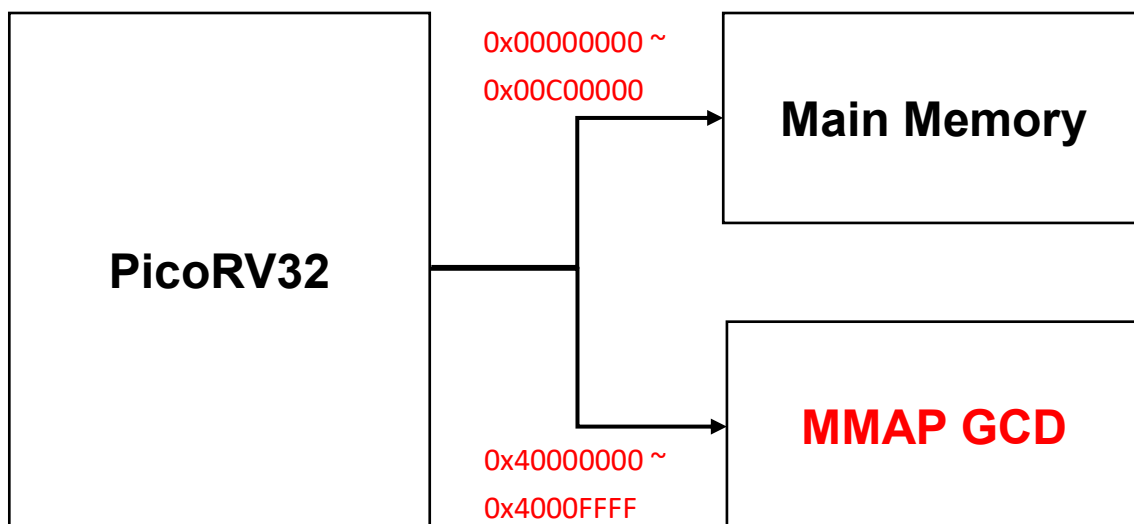 0x00000000 ~
0x00C00000
Main Memory
PicoRV32
MMAP GCD
0x40000000 ~
0x4000FFFF